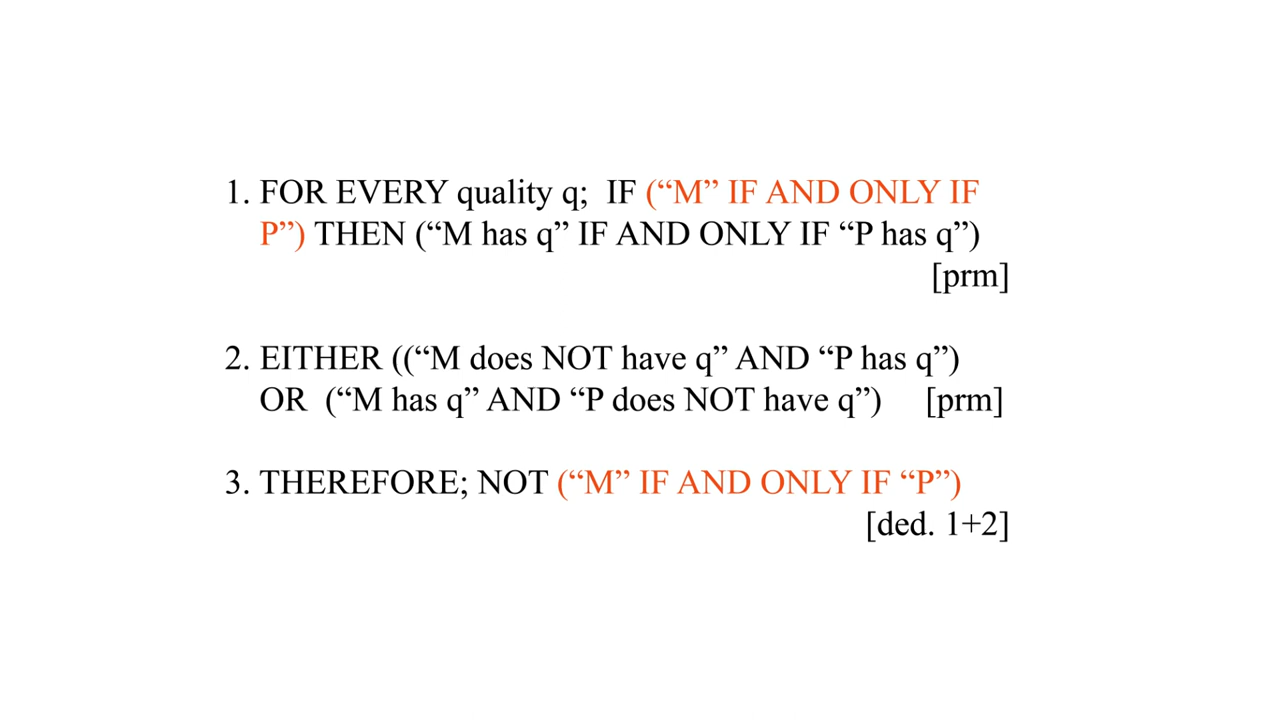 1. FOR EVERY quality q;  IF (“M” IF AND ONLY IF
P”) THEN (“M has q” IF AND ONLY IF “P has q”)
[prm]
2. EITHER ((“M does NOT have q” AND “P has q”)
OR  (“M has q” AND “P does NOT have q”)     [prm]
3. THEREFORE; NOT (“M” IF AND ONLY IF “P”)
[ded. 1+2]